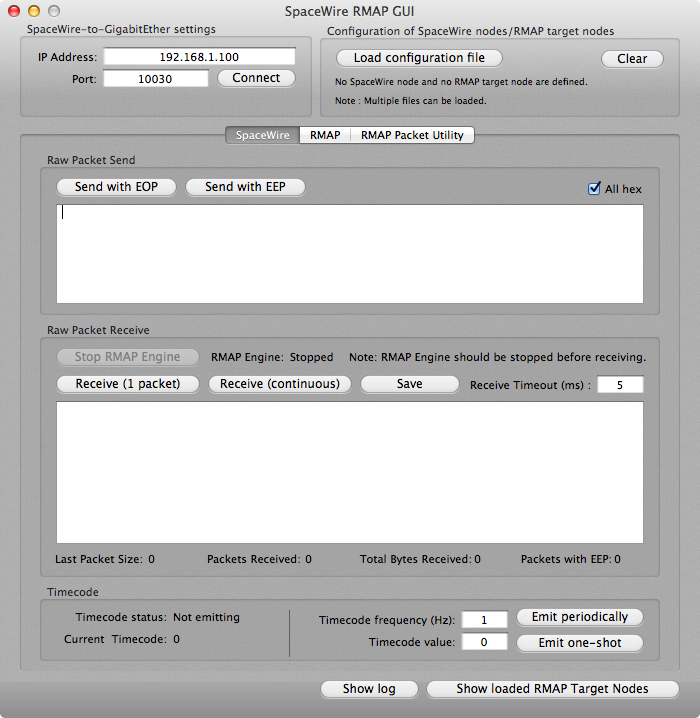 SpaceWire RMAP GUI
SpaceWire-to-GigabitEther settings
IP Address: 192.168.1.100
Port: 10030 Connect
Configuration of SpaceWire nodes/RMAP target nodes
Load configuration file Clear
No SpaceWire node and no RMAP target node are defined.
Note : Multiple files can be loaded.
SpaceWire RMAP RMAP Packet Utility
Raw Packet Send
Send with EOP Send with EEP All hex
Raw Packet Receive
Stop RMAP Engine RMAP Engine: Stopped Note: RMAP Engine should be stopped before receiving.
Receive (1 packet) Receive (continuous) Save Receive Timeout (ms) : 5
Last Packet Size: 0 Packets Received: 0 Total Bytes Received: 0 Packets with EEP: 0
Timecode
Timecode status: Not emitting
Current Timecode: 0
Timecode frequency (Hz): 1 Emit periodically
Timecode value: 0 Emit one-shot
Show log Show loaded RMAP Target Nodes